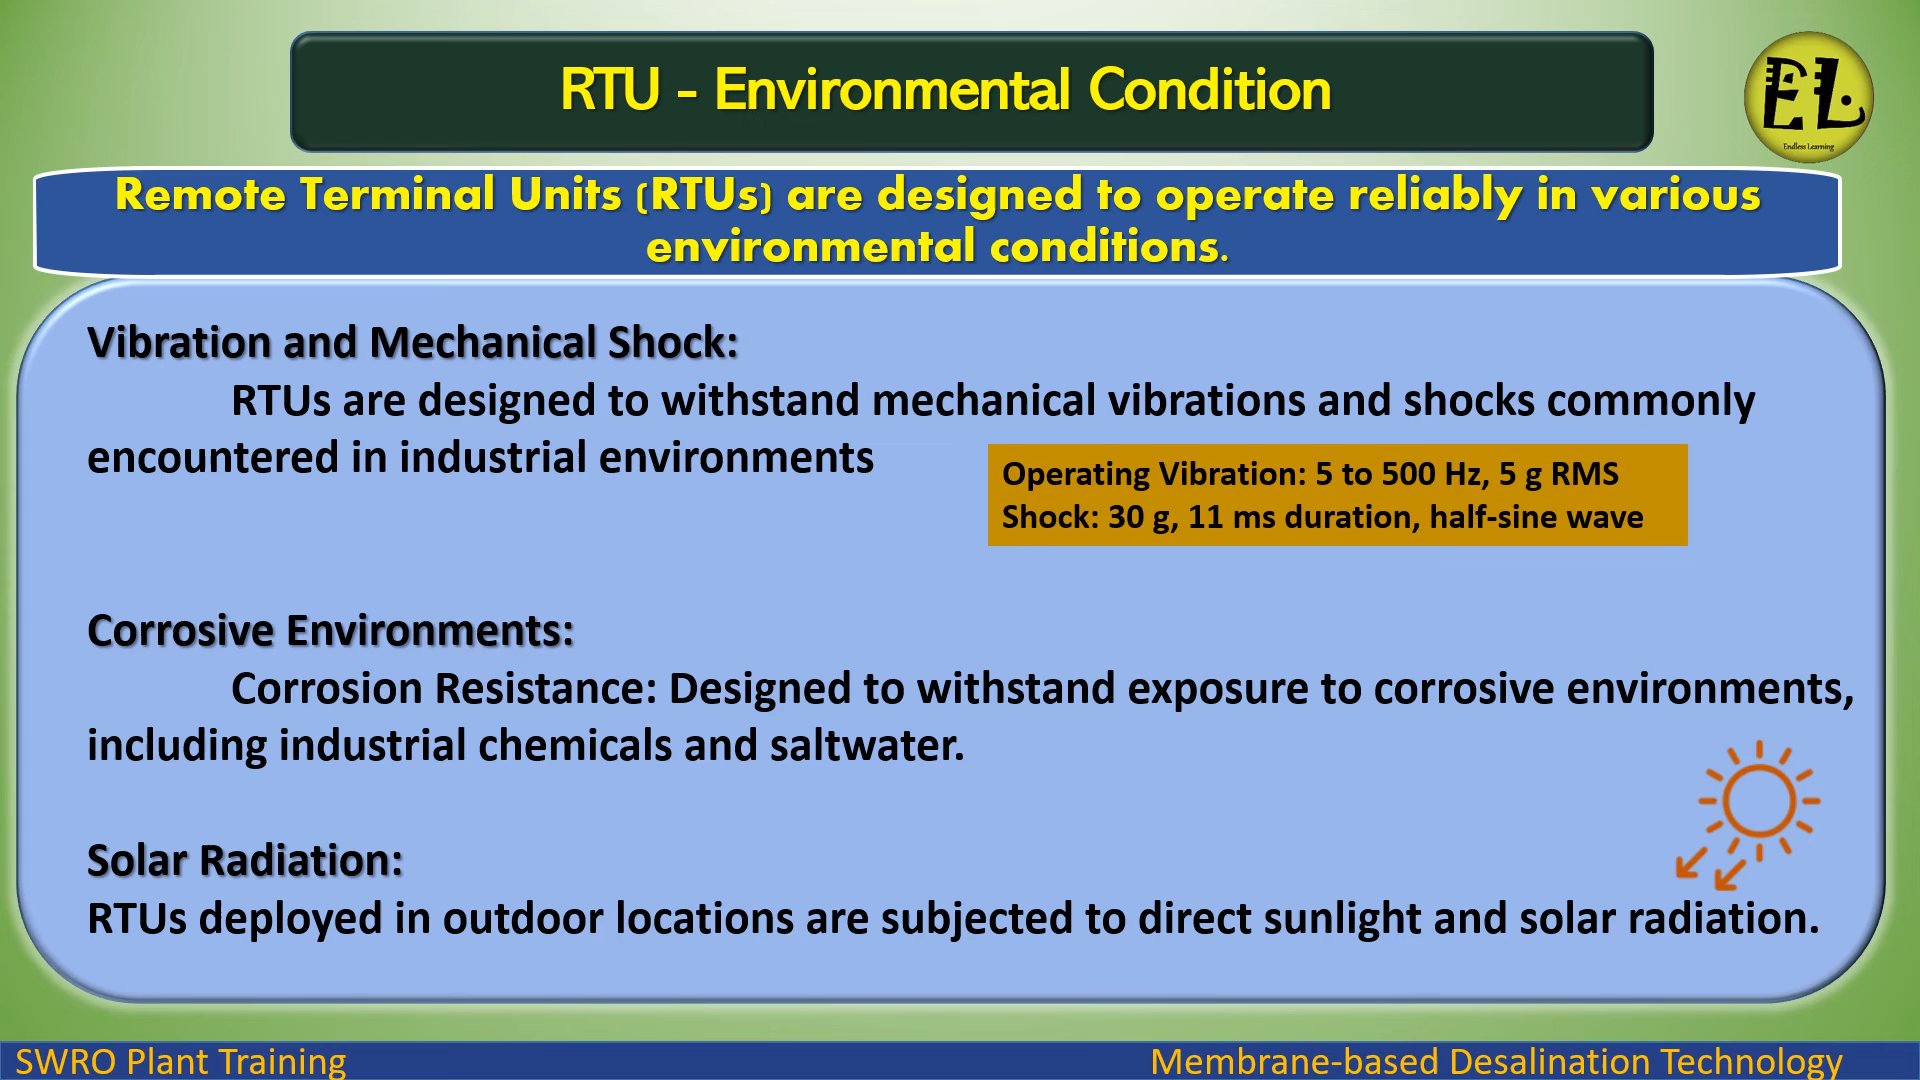 RTU - Environmental Condition
EL
Endless Learning
Remote Terminal Units (RTUs) are designed to operate reliably in various
environmental conditions.
Vibration and Mechanical Shock:
RTUs are designed to withstand mechanical vibrations and shocks commonly
encountered in industrial environments
Operating Vibration: 5 to 500 Hz, 5 g RMS
Shock: 30 g, 11 ms duration, half-sine wave
Corrosive Environments:
Corrosion Resistance: Designed to withstand exposure to corrosive environments,
including industrial chemicals and saltwater.
Solar Radiation:
RTUs deployed in outdoor locations are subjected to direct sunlight and solar radiation.
SWRO Plant Training
Membrane-based Desalination Technology